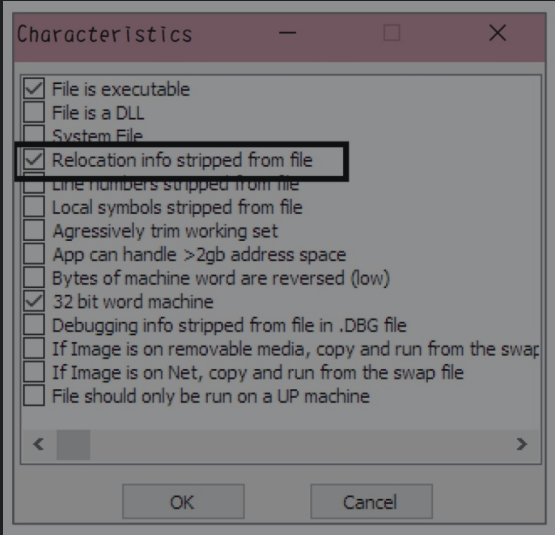 Characteristics
File is executable
File is a DLL
System File
Relocation info stripped from file
Line numbers stripped from file
Local symbols stripped from file
Agressively trim working set
App can handle >2gb address space
Bytes of machine word are reversed (low)
32 bit word machine
Debugging info stripped from file in .DBG file
If Image is on removable media, copy and run from the swap
If Image is on Net, copy and run from the swap file
File should only be run on a UP machine
OK Cancel